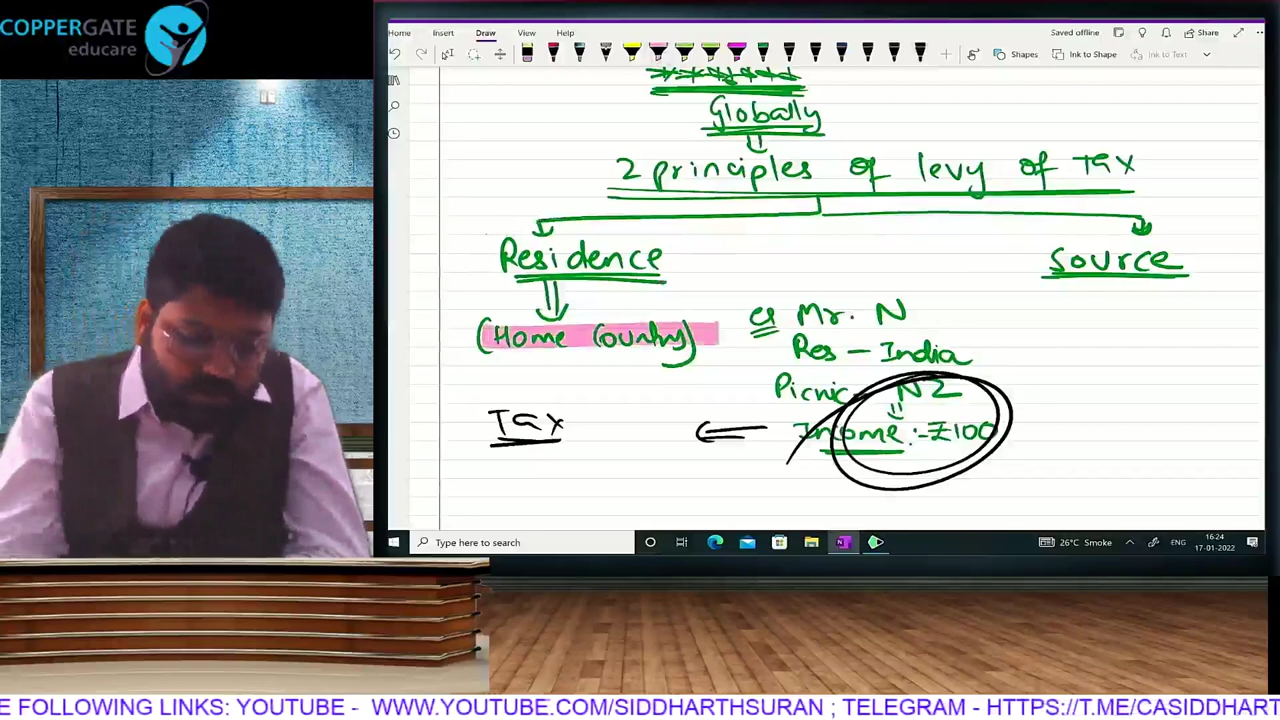 COPPERGATE
educare
Home Insert Draw View Help
Saved offline
Share
Shapes
Ink to Shape
Ink to Text
Globally
2 principles of levy of Tax
Residence
Source
(Home Country)
eg Mr. N
Res - India
Picnic - NZ
Income :- ₹100
Tax
Type here to search
26°C Smoke
ENG
16:24
17-01-2022
E FOLLOWING LINKS: YOUTUBE - WWW.YOUTUBE.COM/SIDDHARTHSURAN ; TELEGRAM - HTTPS://T.ME/CASIDDHART